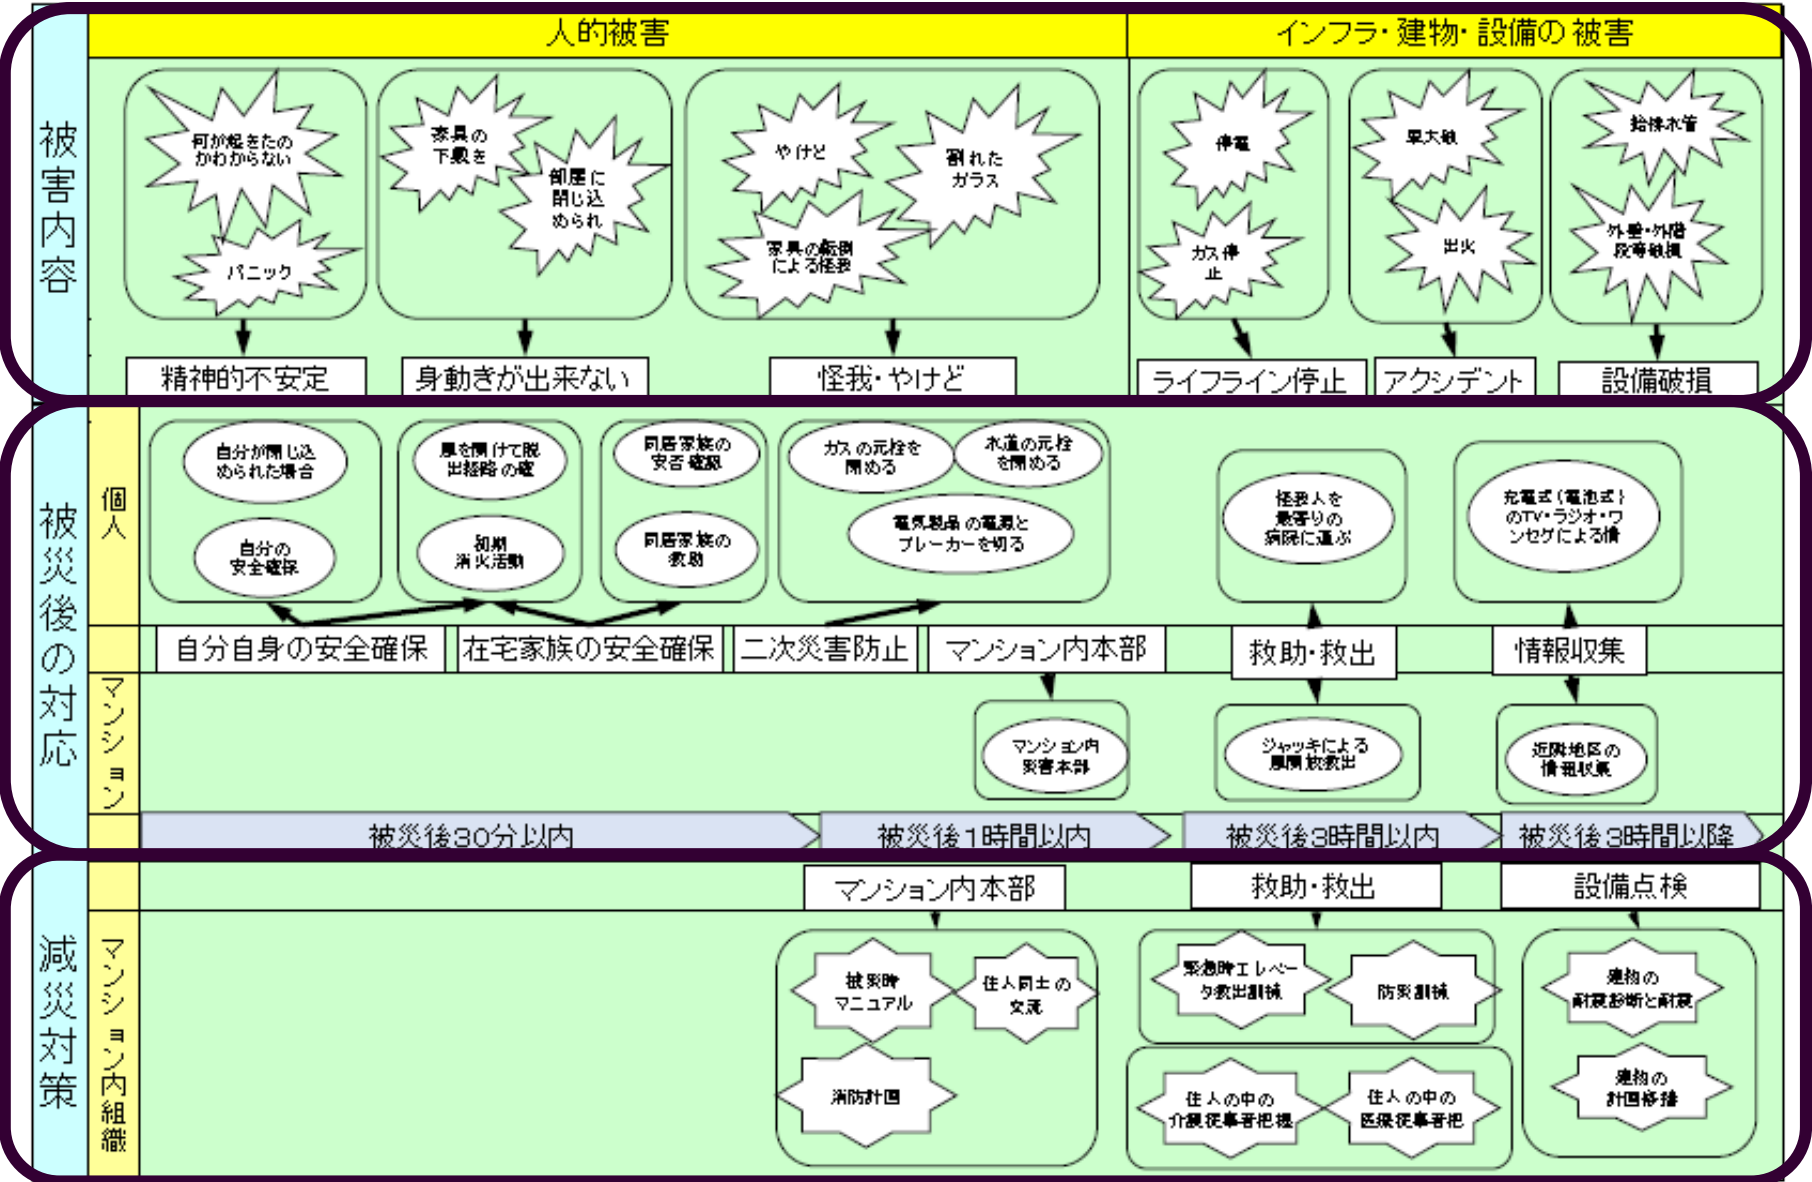 人的被害
インフラ・建物・設備の被害
被害内容
何が起きたの
かわからない
パニック
家具の
下敷き
部屋に
閉じ込
められ
やけど
割れた
ガラス
家具の転倒
による怪我
停電
ガス停
止
出火
給排水管
外壁・外階
段等破損
精神的不安定
身動きが出来ない
怪我・やけど
ライフライン停止
アクシデント
設備破損
被災後の対応
個人
自分が閉じ込
められた場合
自分の
安全確保
扉を開けて脱
出経路の確
初期
消火活動
同居家族の
安否確認
同居家族の
救助
ガスの元栓を
閉める
水道の元栓
を閉める
電気製品の電源と
ブレーカーを切る
怪我人を
最寄りの
病院に運ぶ
充電式(電池式)
のTV・ラジオ・ワ
ンセグによる情
自分自身の安全確保
在宅家族の安全確保
二次災害防止
マンション内本部
救助・救出
情報収集
マンション
マンション内
災害本部
ジャッキによる
扉開放救出
近隣地区の
情報収集
被災後30分以内
被災後1時間以内
被災後3時間以内
被災後3時間以降
減災対策
マンション内組織
マンション内本部
救助・救出
設備点検
被災時
マニュアル
住人同士の
交流
消防計画
緊急時エレベー
タ救出訓練
防災訓練
住人の中の
介護従事者把握
住人の中の
医療従事者把
建物の
耐震診断と耐震
建物の
計画修繕